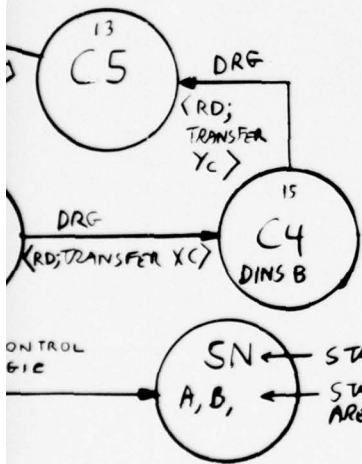 13
C5
DRG
<RD;
TRANSFER
YC>
15
C4
DINS B
DRG
<RD;TRANSFER XC>
SN
A, B,